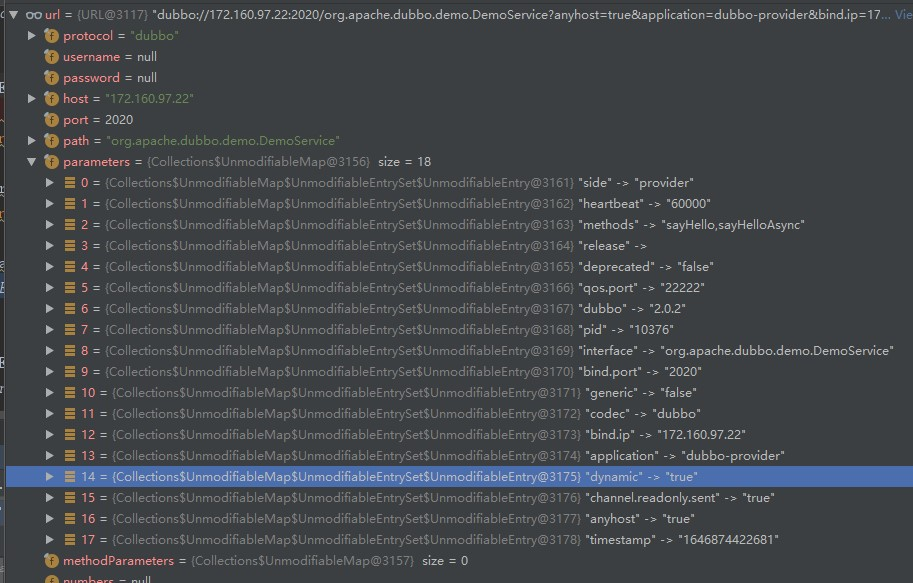 url = {URL@3117} "dubbo://172.160.97.22:2020/org.apache.dubbo.demo.DemoService?anyhost=true&application=dubbo-provider&bind.ip=17... Vie
protocol = "dubbo"
username = null
password = null
host = "172.160.97.22"
port = 2020
path = "org.apache.dubbo.demo.DemoService"
parameters = {Collections$UnmodifiableMap@3156} size = 18
0 = {Collections$UnmodifiableMap$UnmodifiableEntrySet$UnmodifiableEntry@3161} "side" -> "provider"
1 = {Collections$UnmodifiableMap$UnmodifiableEntrySet$UnmodifiableEntry@3162} "heartbeat" -> "60000"
2 = {Collections$UnmodifiableMap$UnmodifiableEntrySet$UnmodifiableEntry@3163} "methods" -> "sayHello,sayHelloAsync"
3 = {Collections$UnmodifiableMap$UnmodifiableEntrySet$UnmodifiableEntry@3164} "release" ->
4 = {Collections$UnmodifiableMap$UnmodifiableEntrySet$UnmodifiableEntry@3165} "deprecated" -> "false"
5 = {Collections$UnmodifiableMap$UnmodifiableEntrySet$UnmodifiableEntry@3166} "qos.port" -> "22222"
6 = {Collections$UnmodifiableMap$UnmodifiableEntrySet$UnmodifiableEntry@3167} "dubbo" -> "2.0.2"
7 = {Collections$UnmodifiableMap$UnmodifiableEntrySet$UnmodifiableEntry@3168} "pid" -> "10376"
8 = {Collections$UnmodifiableMap$UnmodifiableEntrySet$UnmodifiableEntry@3169} "interface" -> "org.apache.dubbo.demo.DemoService"
9 = {Collections$UnmodifiableMap$UnmodifiableEntrySet$UnmodifiableEntry@3170} "bind.port" -> "2020"
10 = {Collections$UnmodifiableMap$UnmodifiableEntrySet$UnmodifiableEntry@3171} "generic" -> "false"
11 = {Collections$UnmodifiableMap$UnmodifiableEntrySet$UnmodifiableEntry@3172} "codec" -> "dubbo"
12 = {Collections$UnmodifiableMap$UnmodifiableEntrySet$UnmodifiableEntry@3173} "bind.ip" -> "172.160.97.22"
13 = {Collections$UnmodifiableMap$UnmodifiableEntrySet$UnmodifiableEntry@3174} "application" -> "dubbo-provider"
14 = {Collections$UnmodifiableMap$UnmodifiableEntrySet$UnmodifiableEntry@3175} "dynamic" -> "true"
15 = {Collections$UnmodifiableMap$UnmodifiableEntrySet$UnmodifiableEntry@3176} "channel.readonly.sent" -> "true"
16 = {Collections$UnmodifiableMap$UnmodifiableEntrySet$UnmodifiableEntry@3177} "anyhost" -> "true"
17 = {Collections$UnmodifiableMap$UnmodifiableEntrySet$UnmodifiableEntry@3178} "timestamp" -> "1646874422681"
methodParameters = {Collections$UnmodifiableMap@3157} size = 0
numbers = null